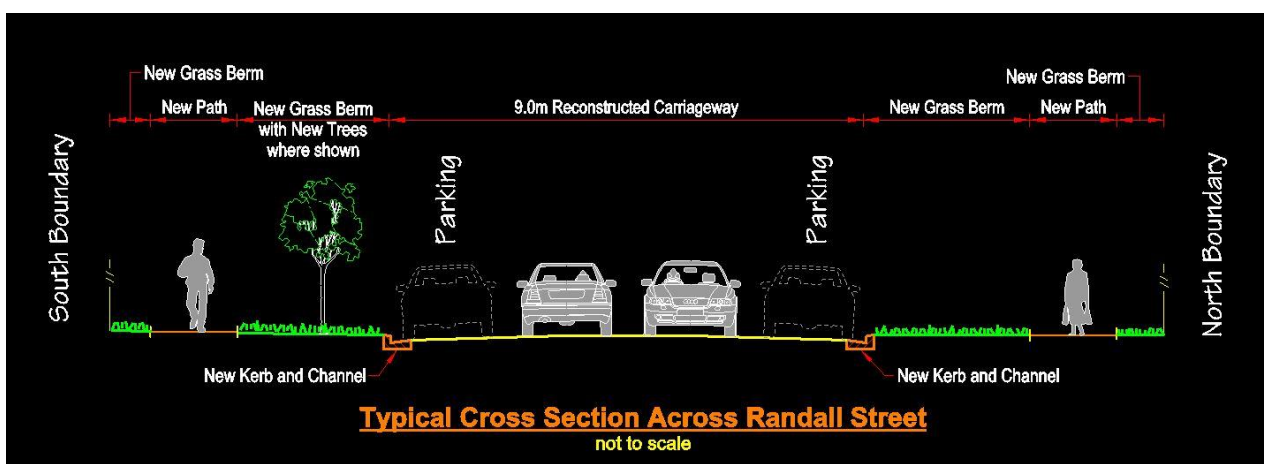 New Grass Berm
New Grass Berm
New Path
New Grass Berm
with New Trees
where shown
9.0m Reconstructed Carriageway
New Grass Berm
New Path
South Boundary
Parking
Parking
North Boundary
New Kerb and Channel
New Kerb and Channel
Typical Cross Section Across Randall Street
not to scale